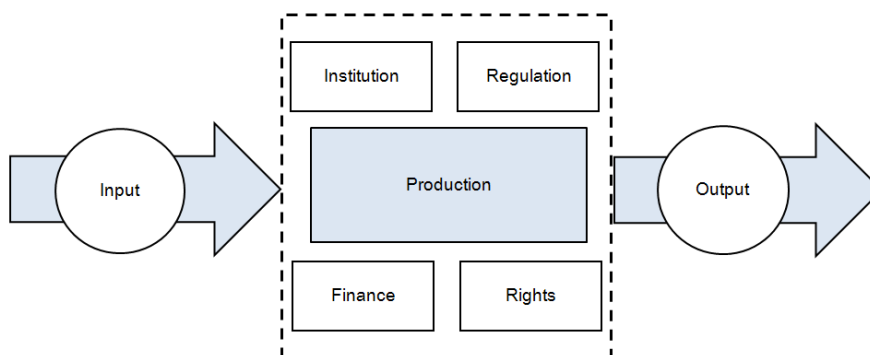 Institution
Regulation
Input
Production
Output
Finance
Rights